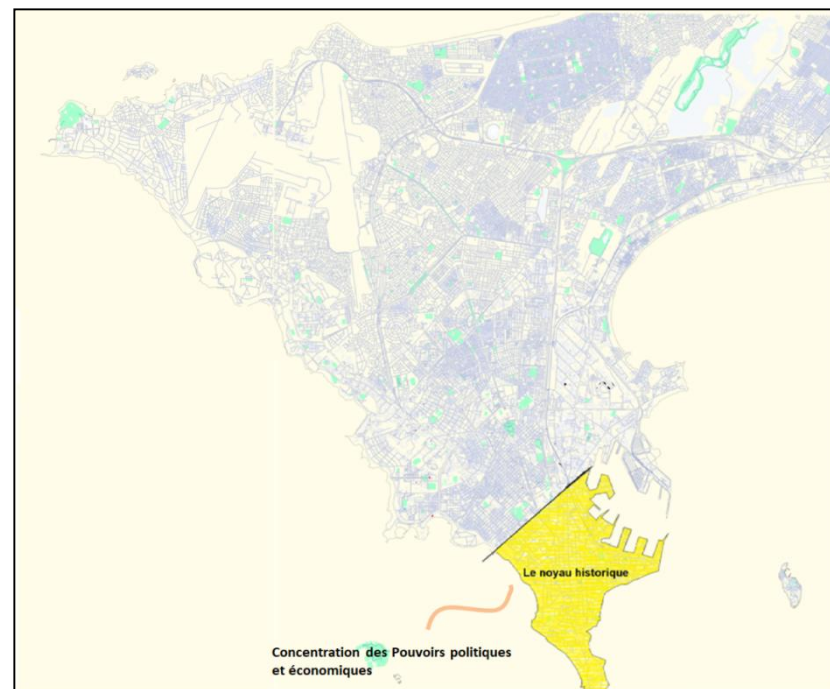 Le noyau historique
Concentration des Pouvoirs politiques
et économiques